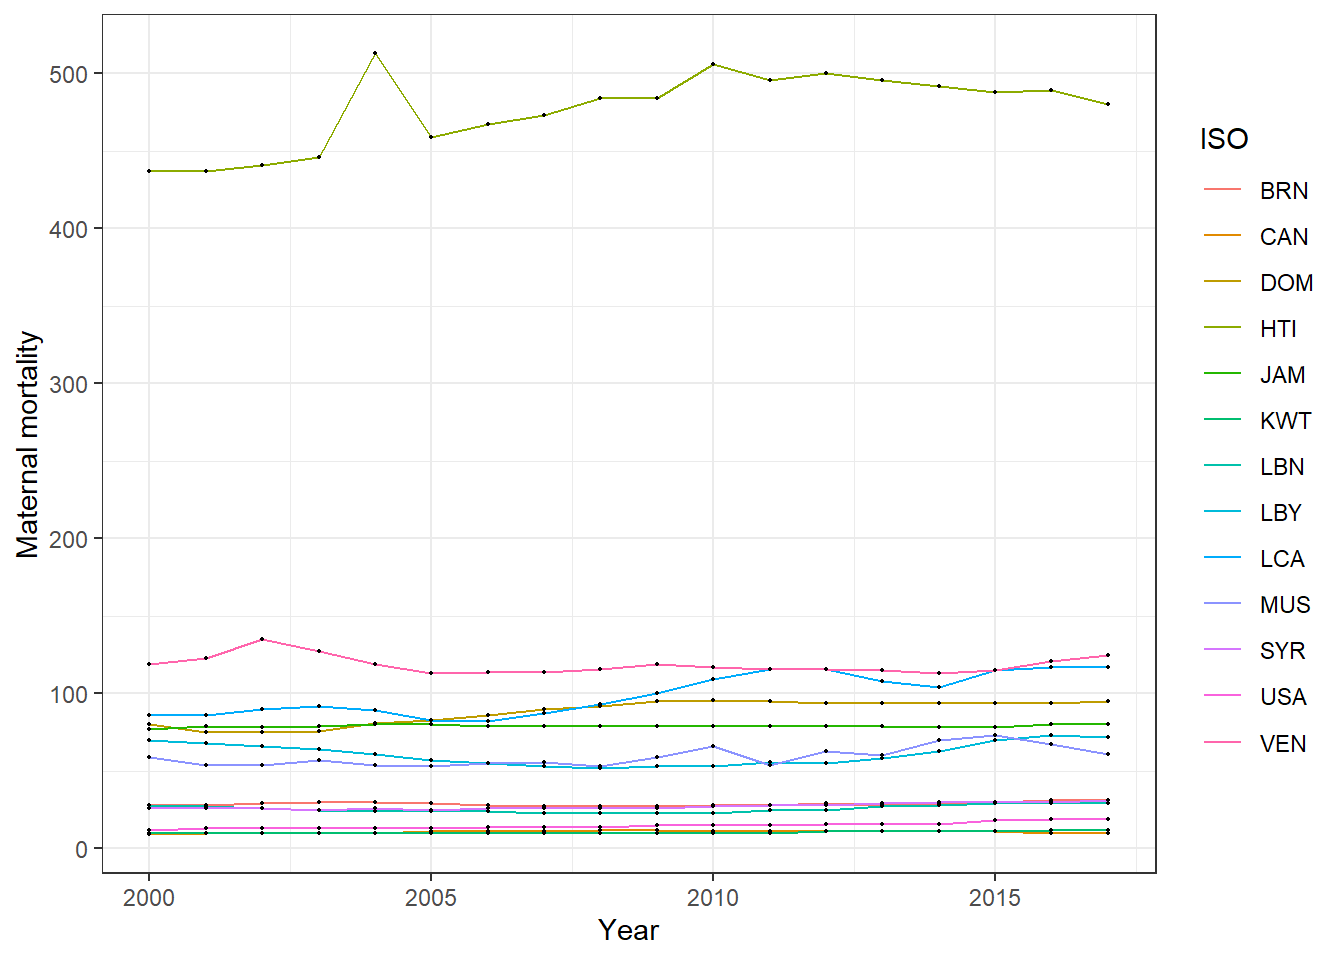 500
400
300
200
100
0
Maternal mortality
2000 2005 2010 2015
Year
ISO
BRN
CAN
DOM
HTI
JAM
KWT
LBN
LBY
LCA
MUS
SYR
USA
VEN